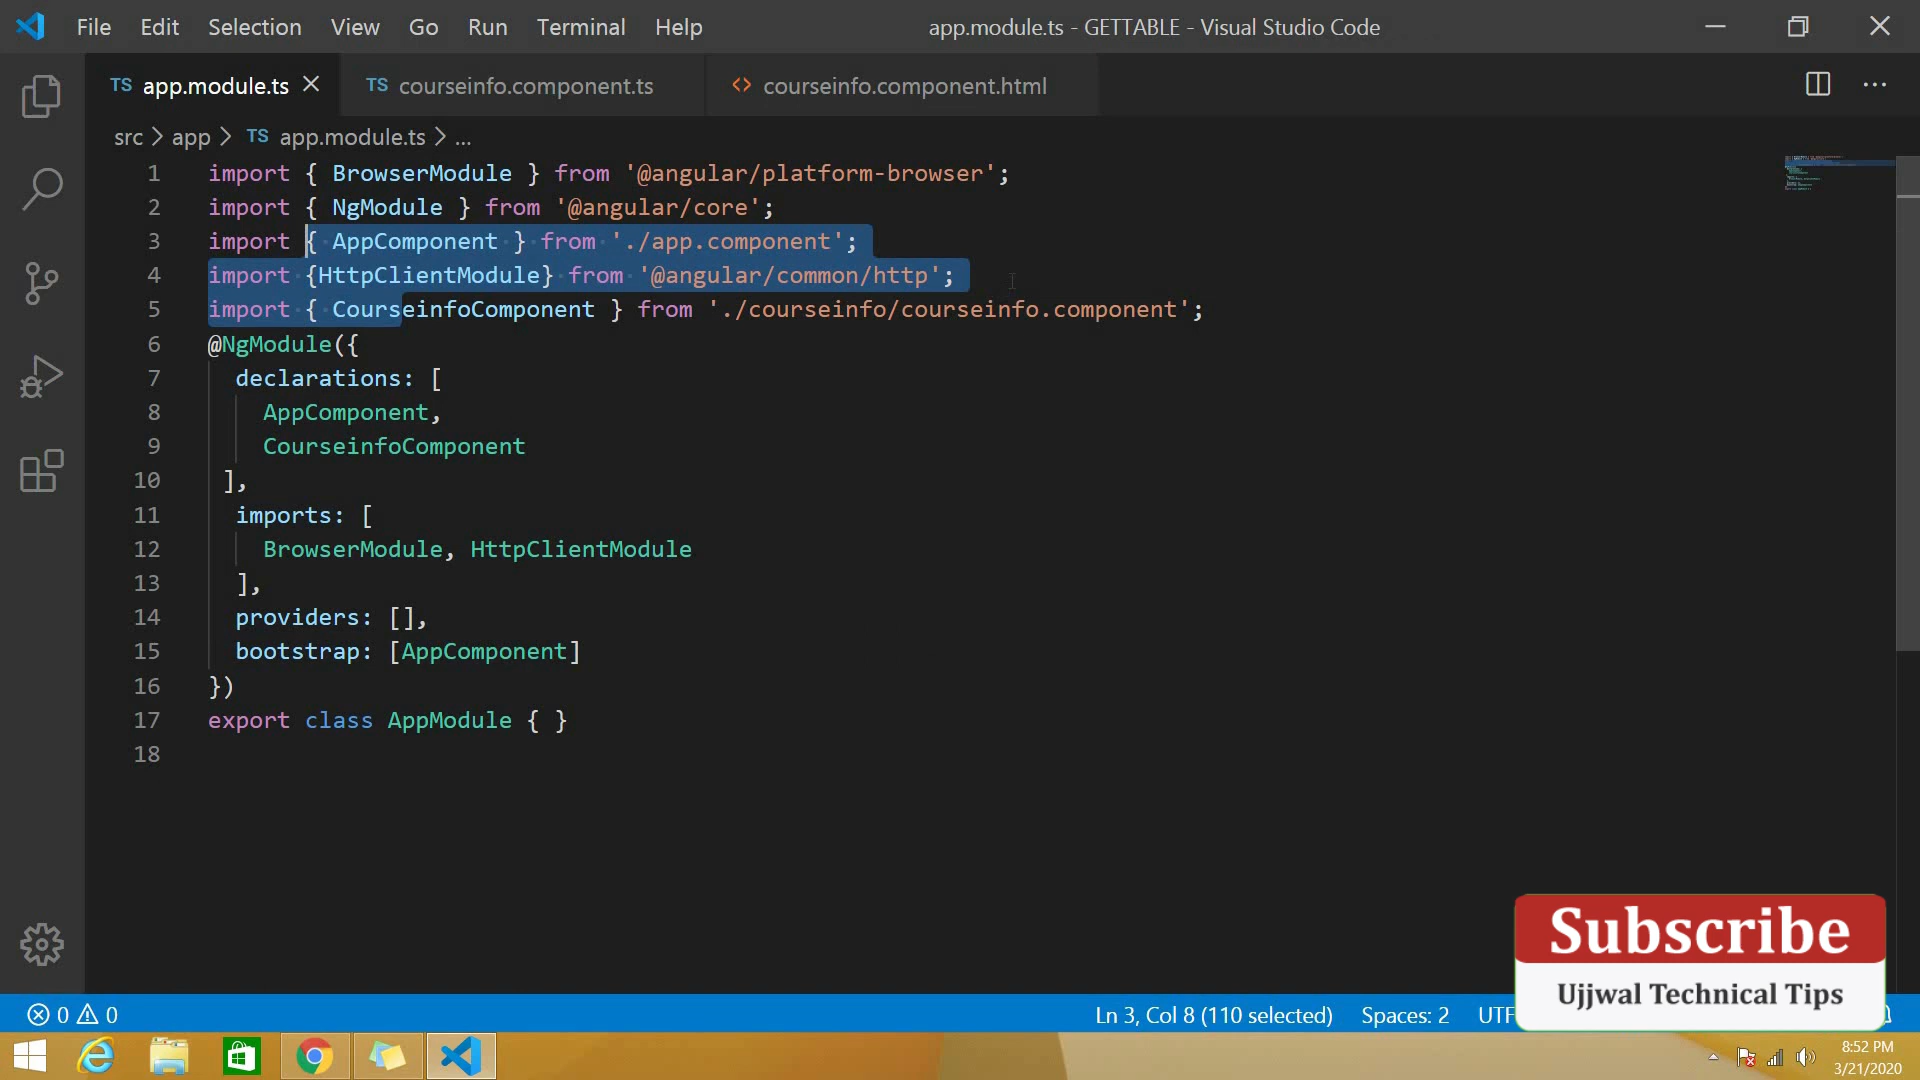 File Edit Selection View Go Run Terminal Help app.module.ts - GETTABLE - Visual Studio Code
TS app.module.ts TS courseinfo.component.ts <> courseinfo.component.html
src > app > TS app.module.ts > ...
1 import { BrowserModule } from '@angular/platform-browser';
2 import { NgModule } from '@angular/core';
3 import { AppComponent } from './app.component';
4 import {HttpClientModule} from '@angular/common/http';
5 import { CourseinfoComponent } from './courseinfo/courseinfo.component';
6 @NgModule({
7 declarations: [
8 AppComponent,
9 CourseinfoComponent
10 ],
11 imports: [
12 BrowserModule, HttpClientModule
13 ],
14 providers: [],
15 bootstrap: [AppComponent]
16 })
17 export class AppModule { }
18
Subscribe
Ujjwal Technical Tips
0 0 Ln 3, Col 8 (110 selected) Spaces: 2 UTF
8:52 PM
3/21/2020